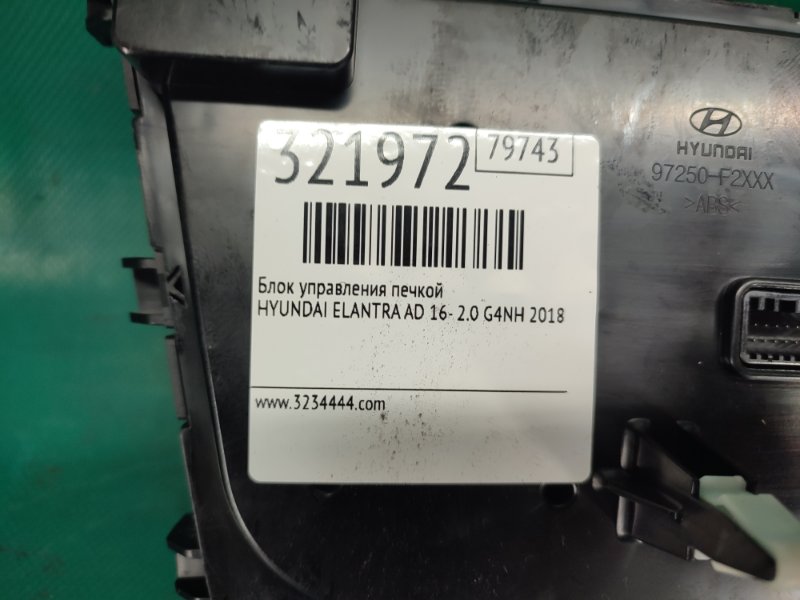 321972
79743
Блок управления печкой
HYUNDAI ELANTRA AD 16- 2.0 G4NH 2018
www.3234444.com
HYUNDAI
97250-F2XXX
>ABS<